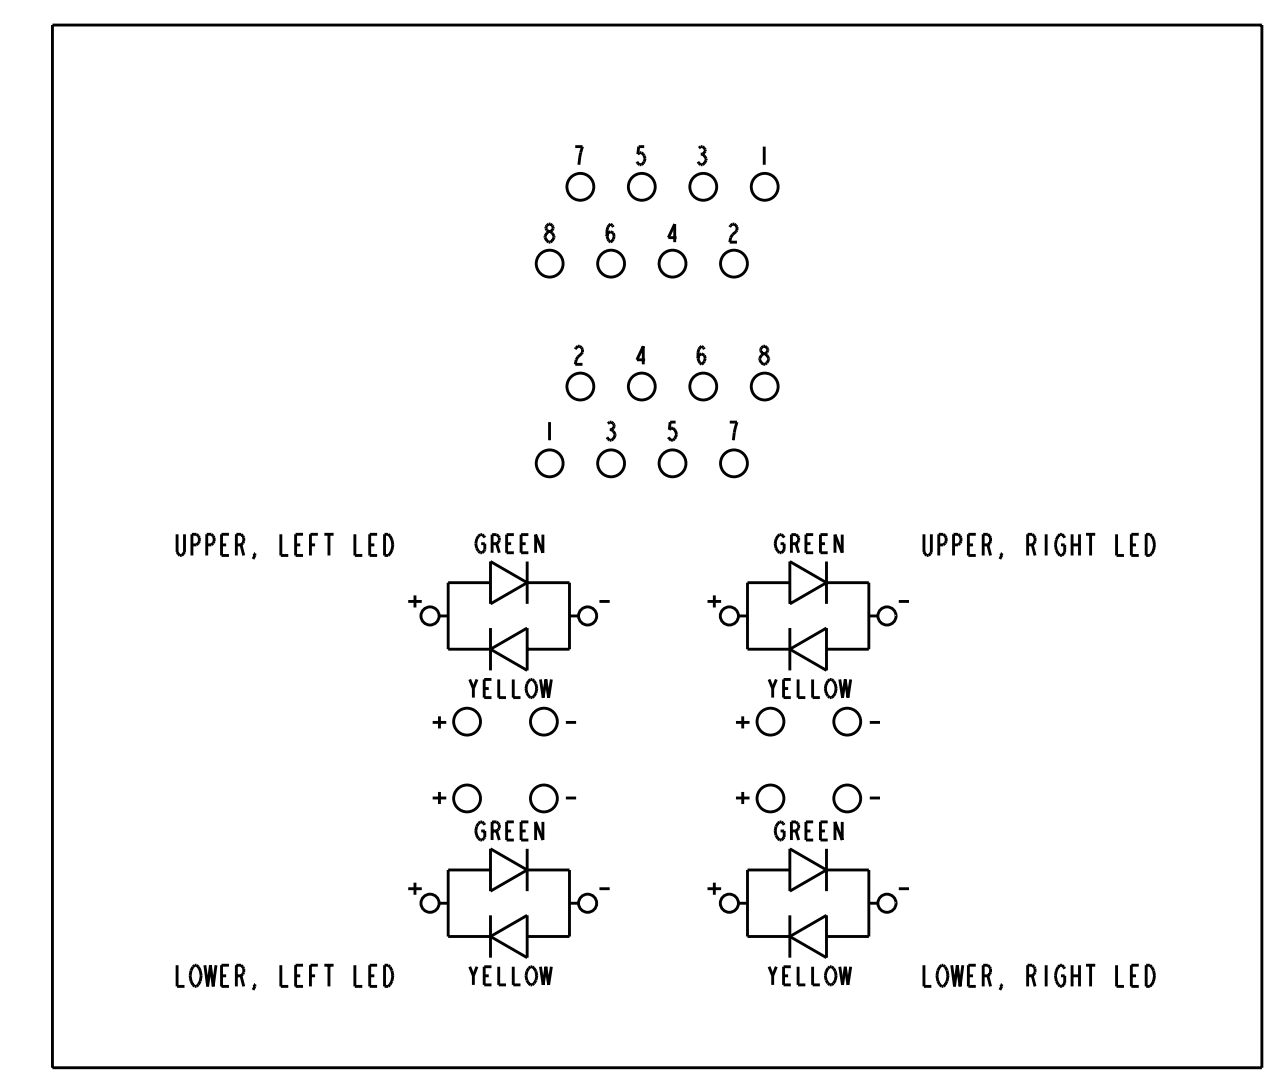 7 5 3 1
8 6 4 2
2 4 6 8
1 3 5 7
UPPER, LEFT LED GREEN GREEN UPPER, RIGHT LED
+ - + -
YELLOW YELLOW
+ - + -
+ - + -
GREEN GREEN
+ - + -
LOWER, LEFT LED YELLOW YELLOW LOWER, RIGHT LED